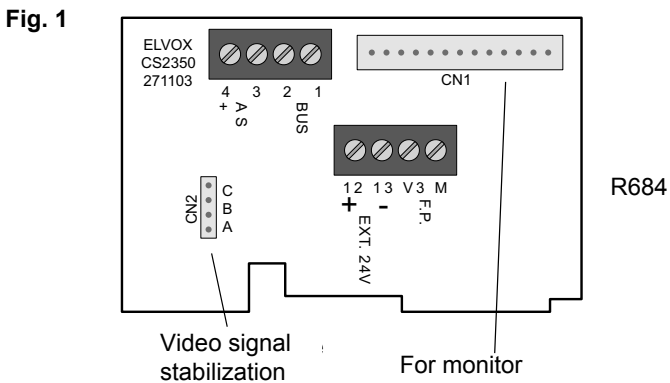 Fig. 1
ELVOX
CS2350
271103
4 3 2 1
+ A S BUS
CN1
12 13 V3 M
+ - F.P.
EXT. 24V
R684
CN2
C
B
A
Video signal
stabilization
For monitor